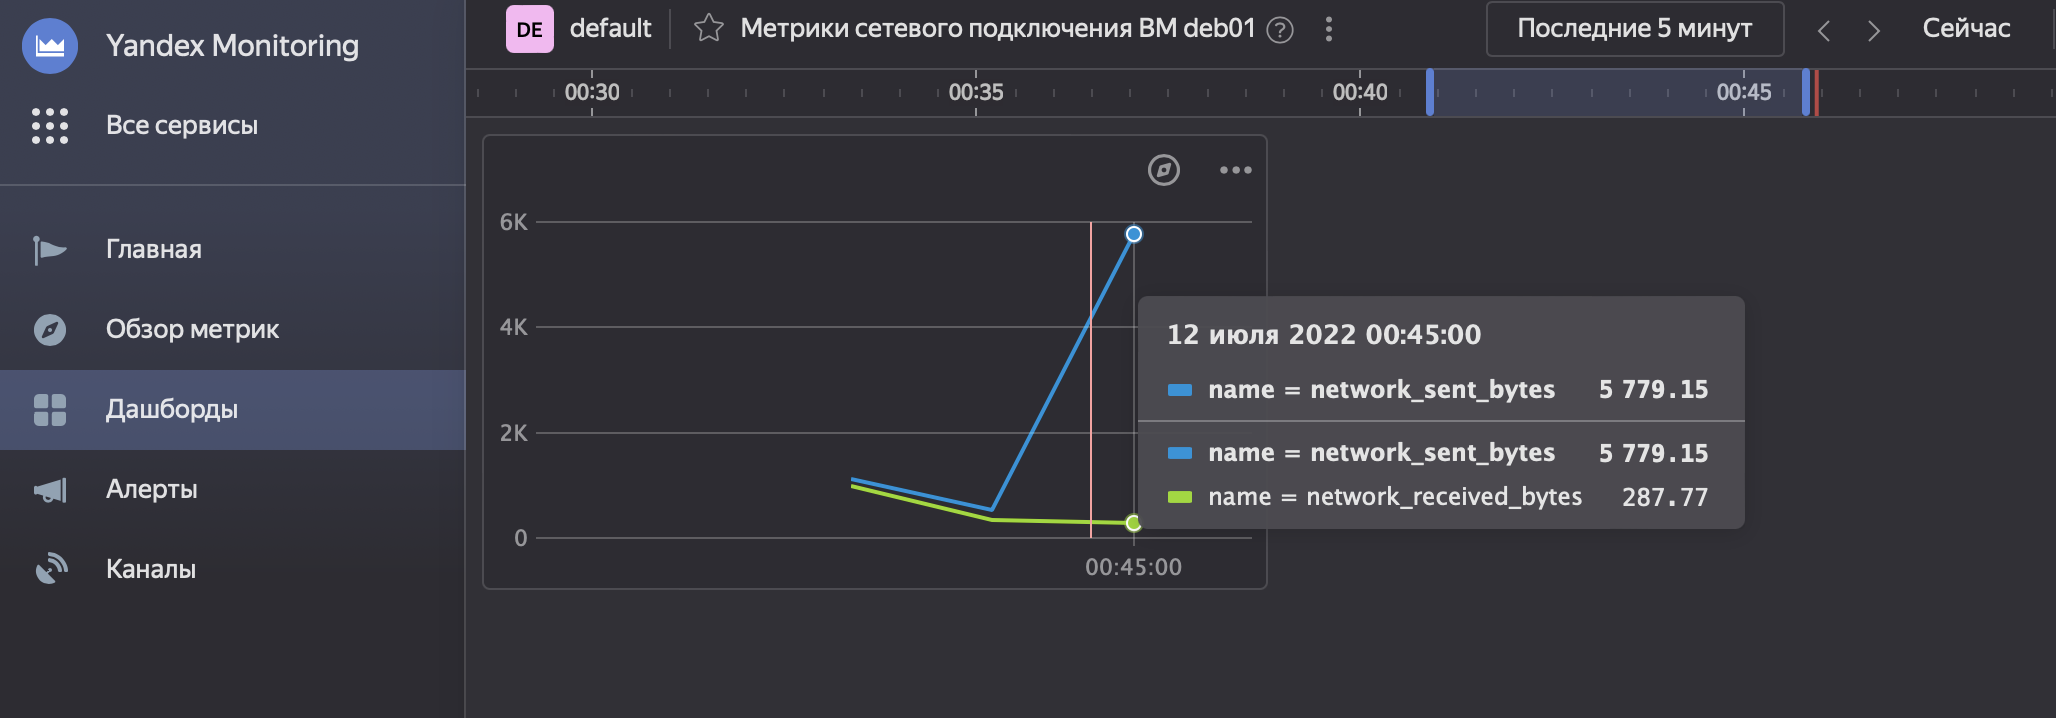 Yandex Monitoring
Все сервисы
Главная
Обзор метрик
Дашборды
Алерты
Каналы
DE default Метрики сетевого подключения ВМ deb01 ? Последние 5 минут Сейчас
00:30 00:35 00:40 00:45
6K
4K
2K
0
00:45:00
12 июля 2022 00:45:00
name = network_sent_bytes 5 779.15
name = network_sent_bytes 5 779.15
name = network_received_bytes 287.77